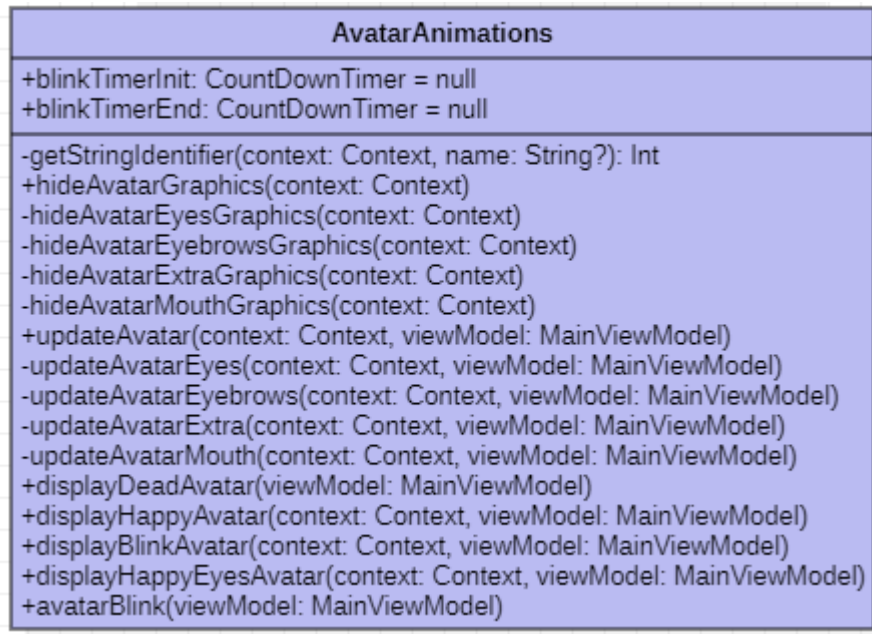 AvatarAnimations
+blinkTimerInit: CountDownTimer = null
+blinkTimerEnd: CountDownTimer = null
-getStringIdentifier(context: Context, name: String?): Int
+hideAvatarGraphics(context: Context)
-hideAvatarEyesGraphics(context: Context)
-hideAvatarEyebrowsGraphics(context: Context)
-hideAvatarExtraGraphics(context: Context)
-hideAvatarMouthGraphics(context: Context)
+updateAvatar(context: Context, viewModel: MainViewModel)
-updateAvatarEyes(context: Context, viewModel: MainViewModel)
-updateAvatarEyebrows(context: Context, viewModel: MainViewModel)
-updateAvatarExtra(context: Context, viewModel: MainViewModel)
-updateAvatarMouth(context: Context, viewModel: MainViewModel)
+displayDeadAvatar(viewModel: MainViewModel)
+displayHappyAvatar(context: Context, viewModel: MainViewModel)
+displayBlinkAvatar(context: Context, viewModel: MainViewModel)
+displayHappyEyesAvatar(context: Context, viewModel: MainViewModel)
+avatarBlink(viewModel: MainViewModel)